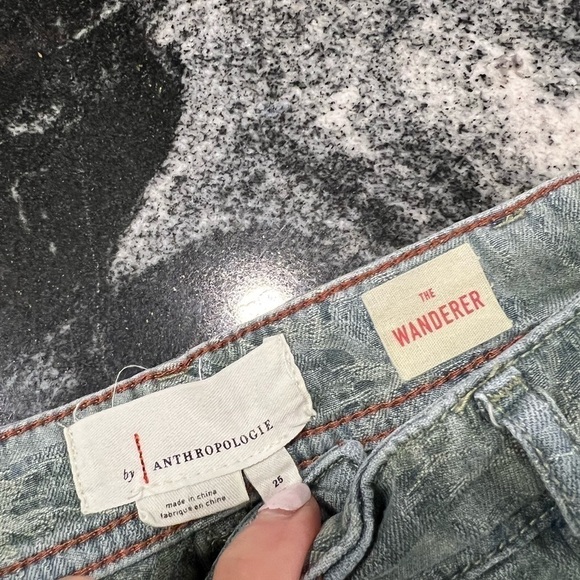 THE
WANDERER
by ANTHROPOLOGIE
26
made in china
fabriqué en chine